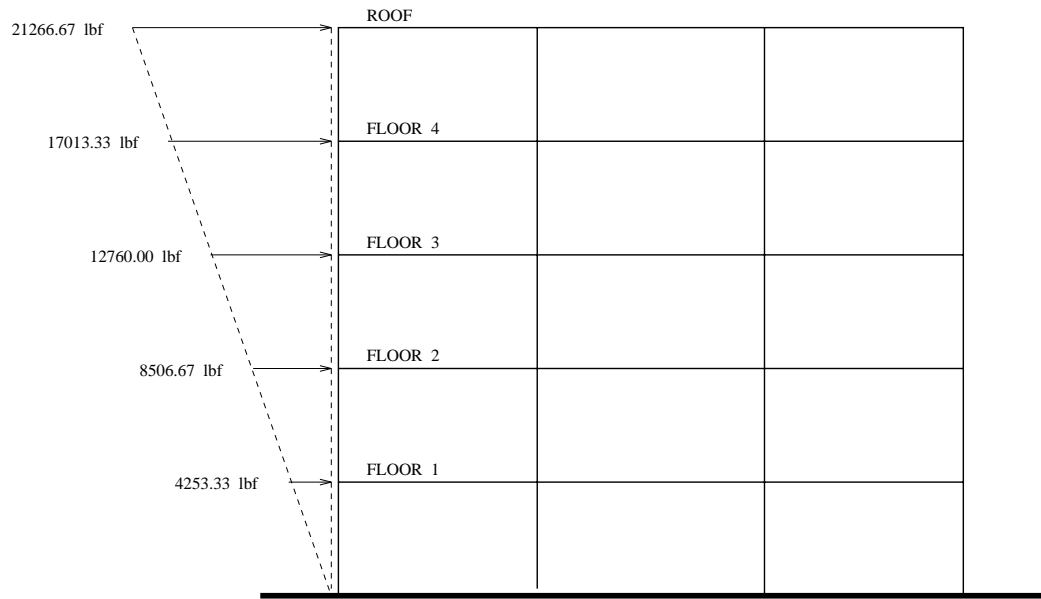 ROOF
21266.67 lbf
FLOOR 4
17013.33 lbf
FLOOR 3
12760.00 lbf
FLOOR 2
8506.67 lbf
FLOOR 1
4253.33 lbf